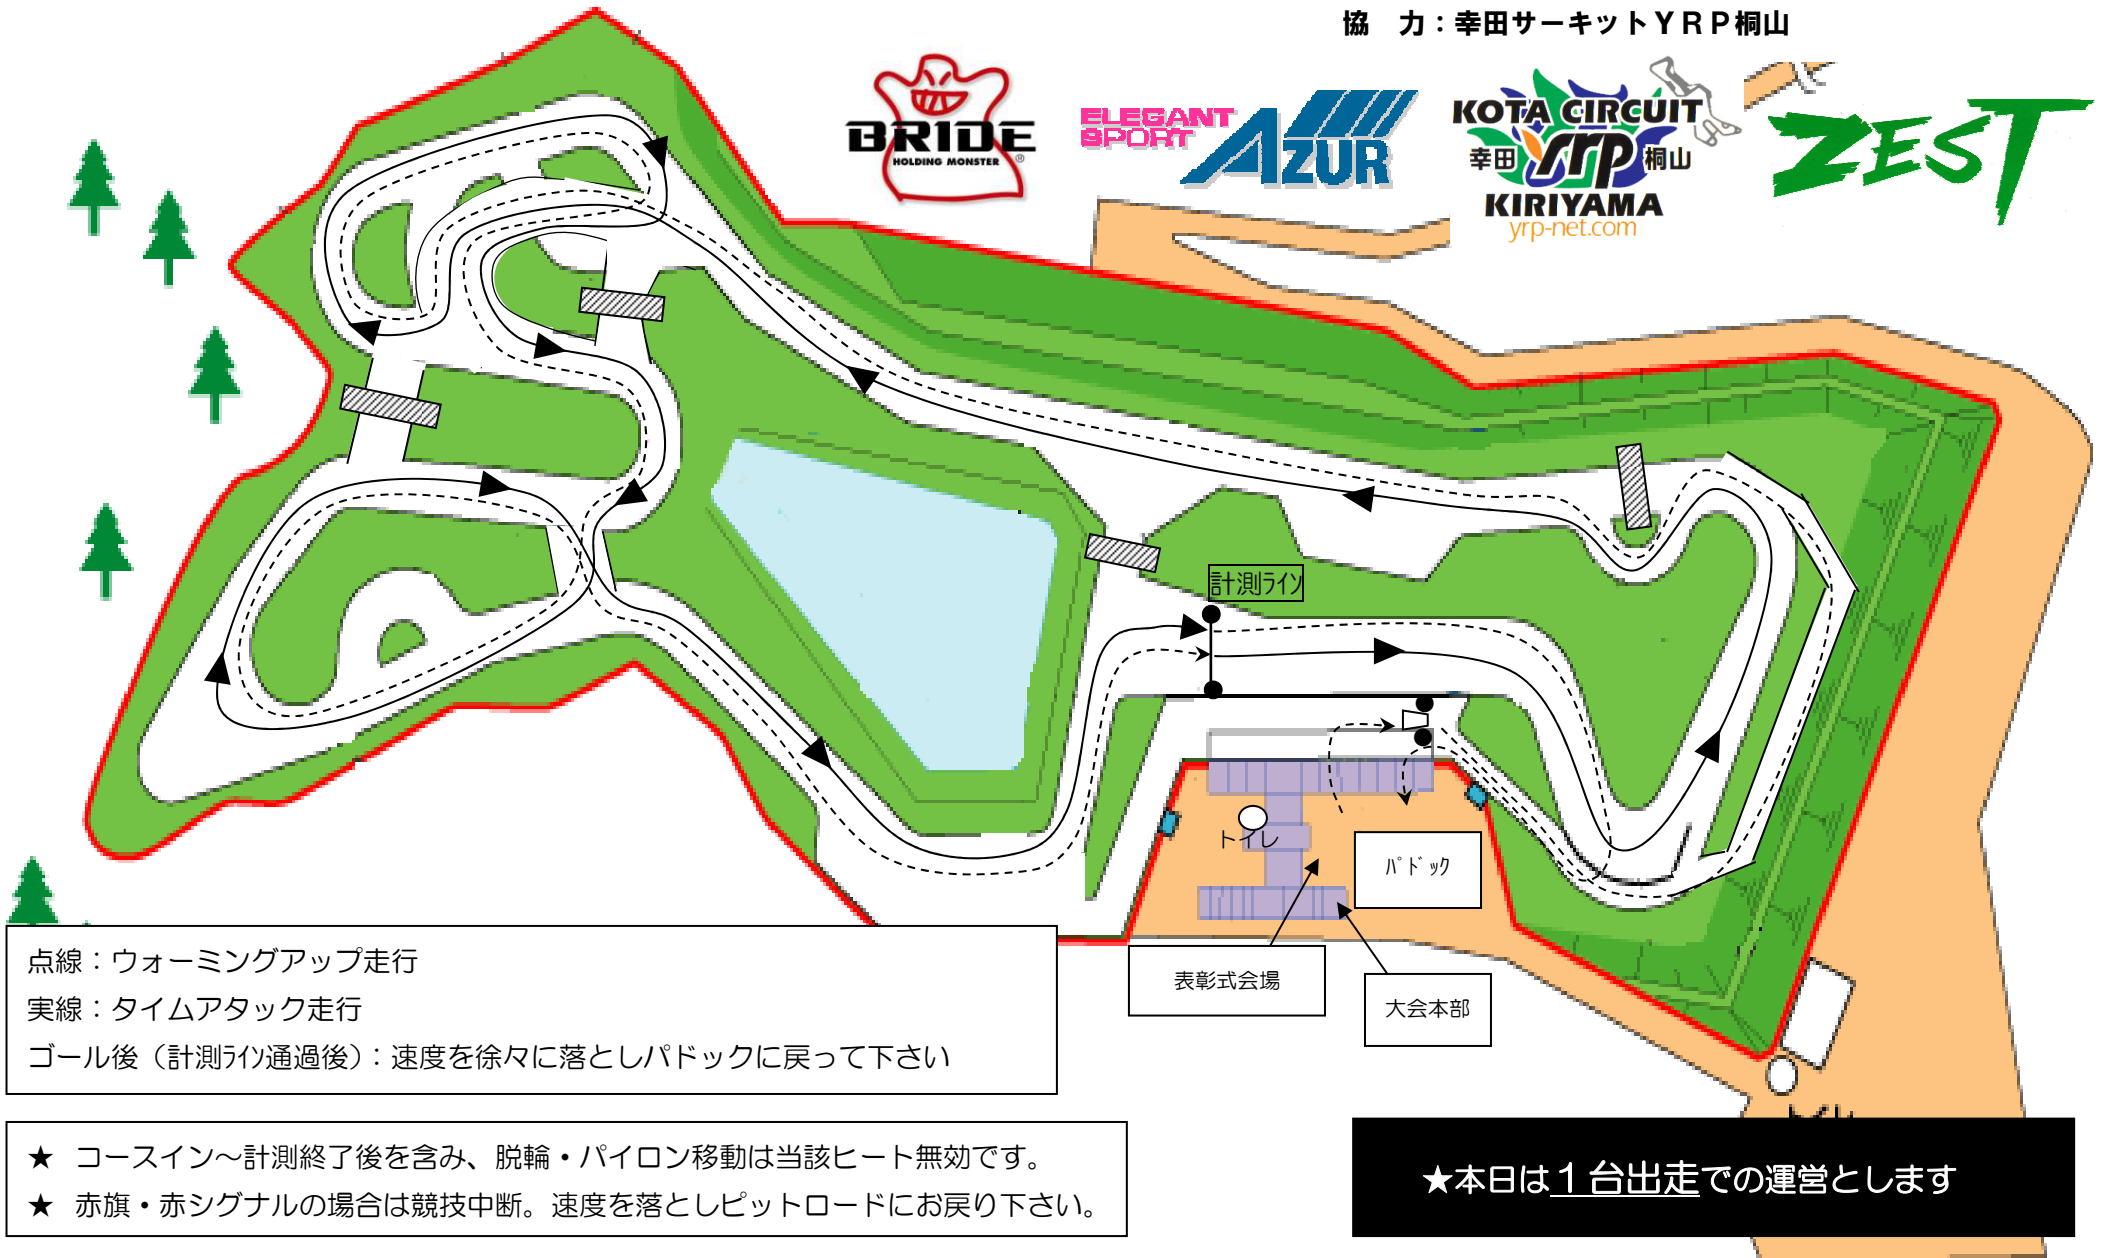 協　力：幸田サーキットＹＲＰ桐山
BRIDE
HOLDING MONSTER
®
ELEGANT
SPORT
AZUR
KOTA CIRCUIT
幸田 yrp 桐山
KIRIYAMA
yrp-net.com
ZEST
計測ﾗｲﾝ
トイレ
ﾊﾟﾄﾞｯｸ
表彰式会場
大会本部
点線：ウォーミングアップ走行
実線：タイムアタック走行
ゴール後（計測ﾗｲﾝ通過後）：速度を徐々に落としパドックに戻って下さい
★　コースイン～計測終了後を含み、脱輪・パイロン移動は当該ヒート無効です。
★　赤旗・赤シグナルの場合は競技中断。速度を落としピットロードにお戻り下さい。
★本日は１台出走での運営とします